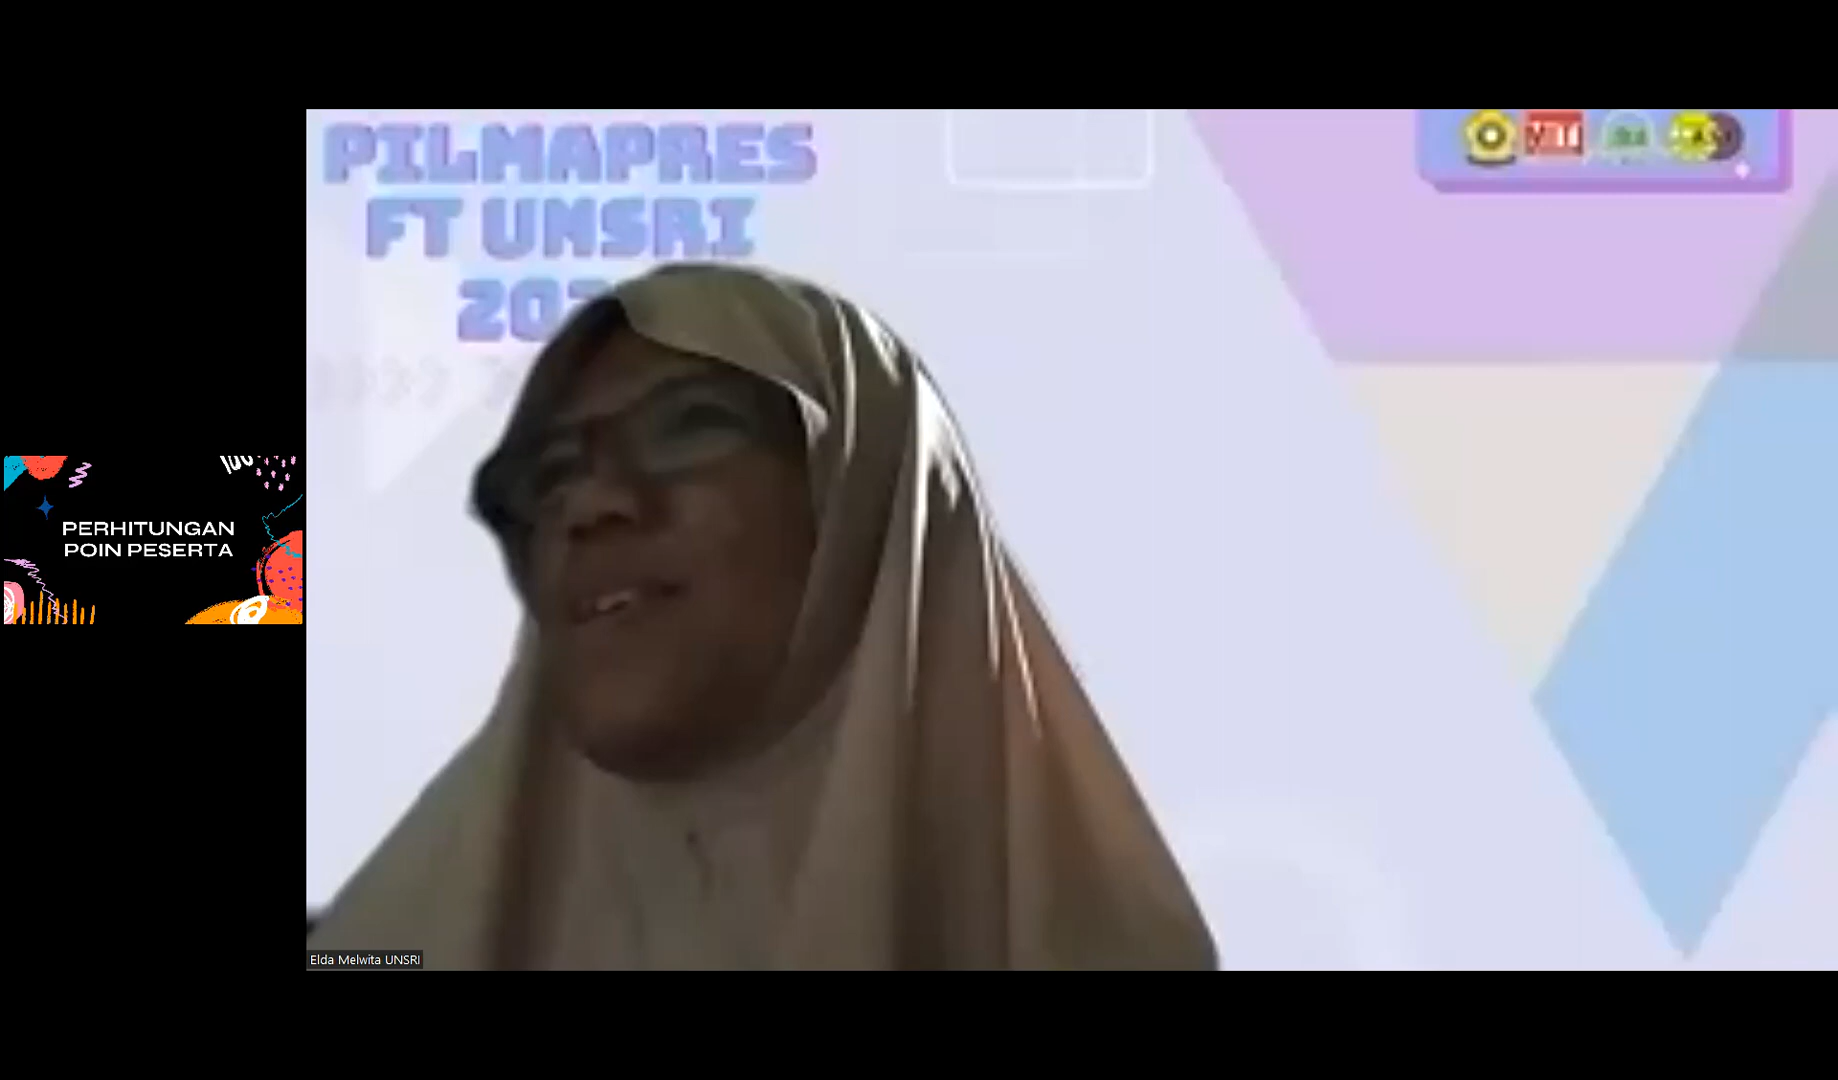 PILMAPRES
FT UNSRI
PERHITUNGAN
POIN PESERTA
Elda Melwita UNSRI